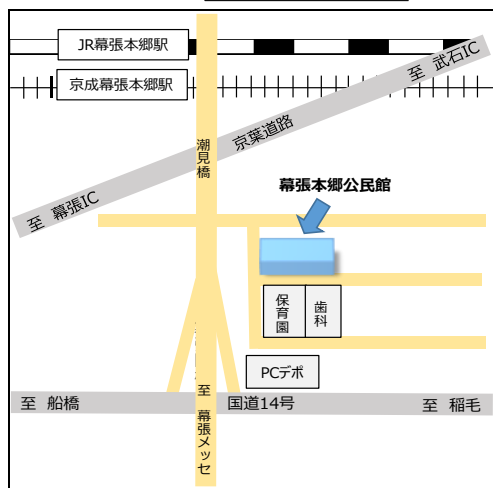 JR幕張本郷駅
至 武石IC
京成幕張本郷駅
京葉道路
潮見橋
幕張本郷公民館
至 幕張IC
保育園
歯科
PCデポ
至 船橋
至 幕張メッセ
国道14号
至 稲毛